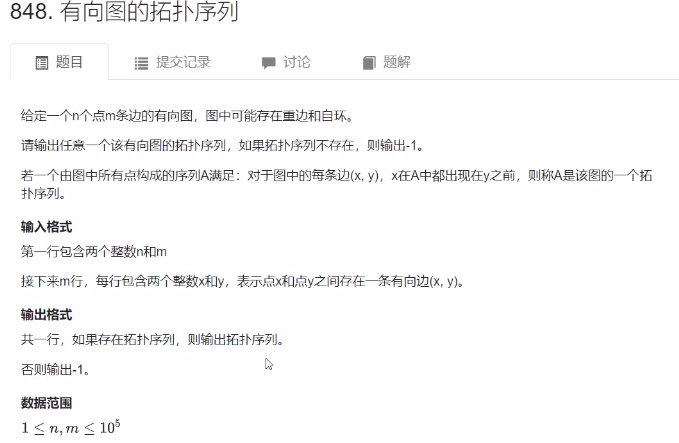 848. 有向图的拓扑序列
题目 提交记录 讨论 题解
给定一个n个点m条边的有向图，图中可能存在重边和自环。
请输出任意一个该有向图的拓扑序列，如果拓扑序列不存在，则输出-1。
若一个由图中所有点构成的序列A满足：对于图中的每条边(x, y)，x在A中都出现在y之前，则称A是该图的一个拓
扑序列。
输入格式
第一行包含两个整数n和m
接下来m行，每行包含两个整数x和y，表示点x和点y之间存在一条有向边(x, y)。
输出格式
共一行，如果存在拓扑序列，则输出拓扑序列。
否则输出-1。
数据范围
1 ≤ n, m ≤ 10⁵